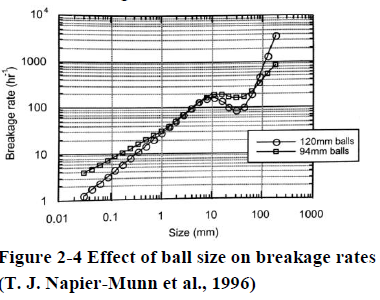 10⁴
1000
100
10
1
Breakage rate (hr⁻¹)
120mm balls
94mm balls
0.01 0.1 1 10 100 1000
Size (mm)
Figure 2-4 Effect of ball size on breakage rates
(T. J. Napier-Munn et al., 1996)